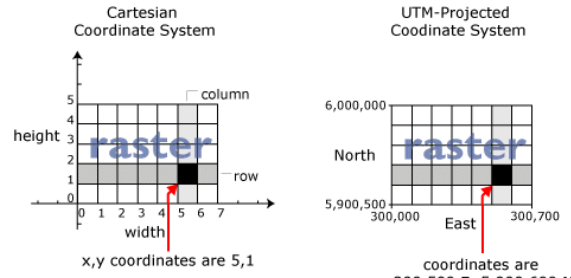 Cartesian
Coordinate System
column
5
4
3
2
1
0
height
raster
row
0 1 2 3 4 5 6 7
width
x,y coordinates are 5,1
UTM-Projected
Coodinate System
6,000,000
North
raster
5,900,500
300,000
300,700
East
coordinates are